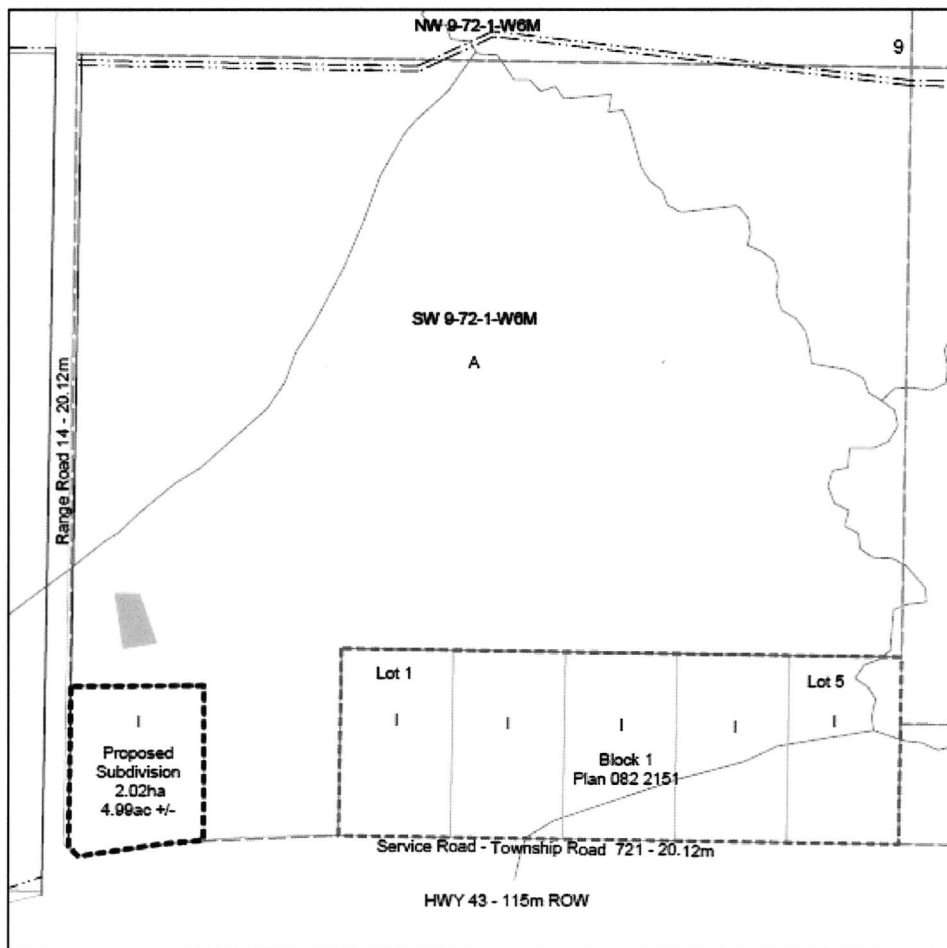 NW 9-72-1-W6M
9
SW 9-72-1-W6M
A
Range Road 14 - 20.12m
Lot 1
Lot 5
I
I
I
I
I
I
Proposed
Subdivision
2.02ha
4.99ac +/-
Block 1
Plan 082 2151
Service Road - Township Road 721 - 20.12m
HWY 43 - 115m ROW